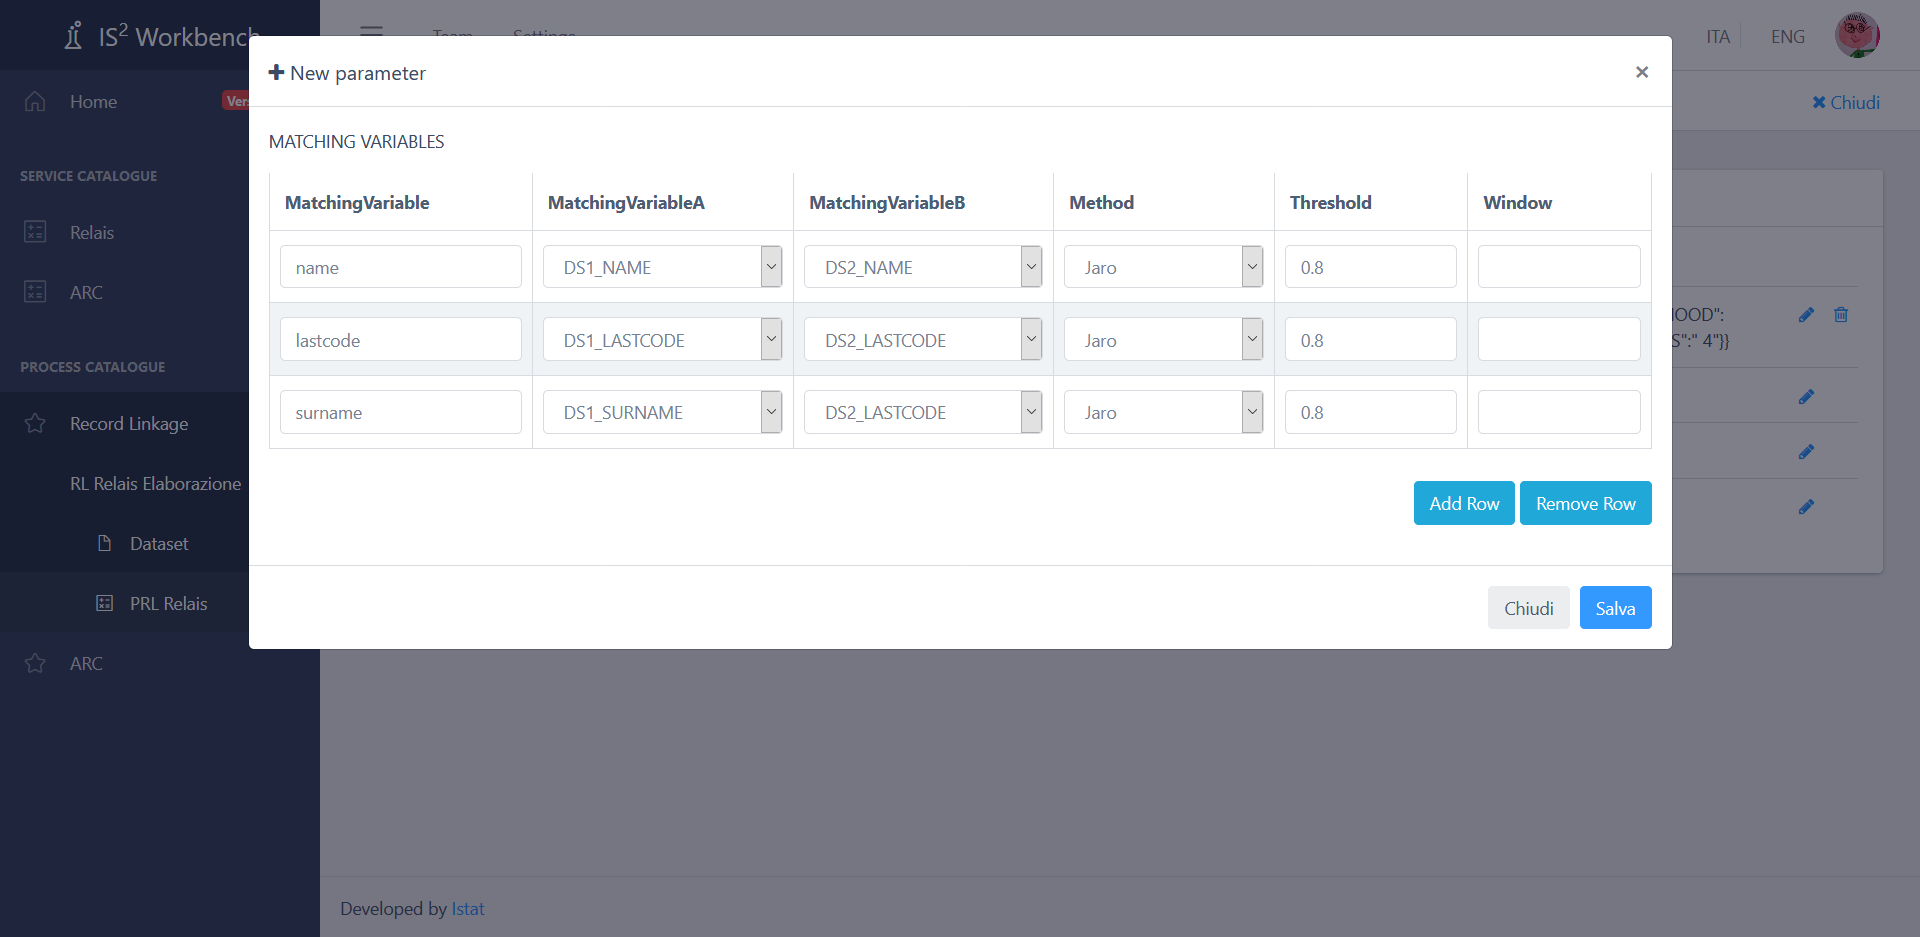 IS2 Workbench
Team
Settings
ITA
ENG
Home
Chiudi
SERVICE CATALOGUE
Relais
ARC
PROCESS CATALOGUE
Record Linkage
RL Relais Elaborazione
Dataset
PRL Relais
ARC
New parameter
MATCHING VARIABLES
MatchingVariable MatchingVariableA MatchingVariableB Method Threshold Window
name DS1_NAME DS2_NAME Jaro 0.8
lastcode DS1_LASTCODE DS2_LASTCODE Jaro 0.8
surname DS1_SURNAME DS2_LASTCODE Jaro 0.8
Add Row Remove Row
Chiudi Salva
S":" 4"}}
Developed by Istat